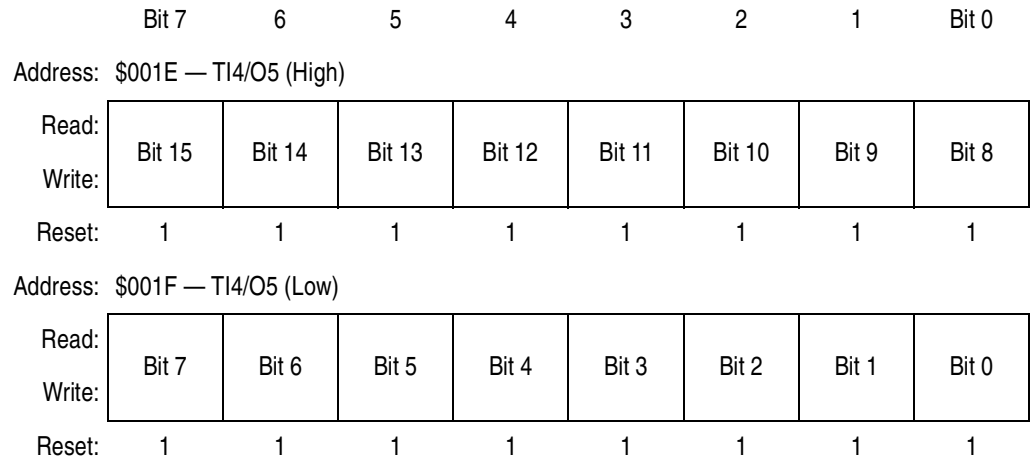 Bit 7 6 5 4 3 2 1 Bit 0
Address: $001E — TI4/O5 (High)
Read:
Bit 15 Bit 14 Bit 13 Bit 12 Bit 11 Bit 10 Bit 9 Bit 8
Write:
Reset: 1 1 1 1 1 1 1 1
Address: $001F — TI4/O5 (Low)
Read:
Bit 7 Bit 6 Bit 5 Bit 4 Bit 3 Bit 2 Bit 1 Bit 0
Write:
Reset: 1 1 1 1 1 1 1 1